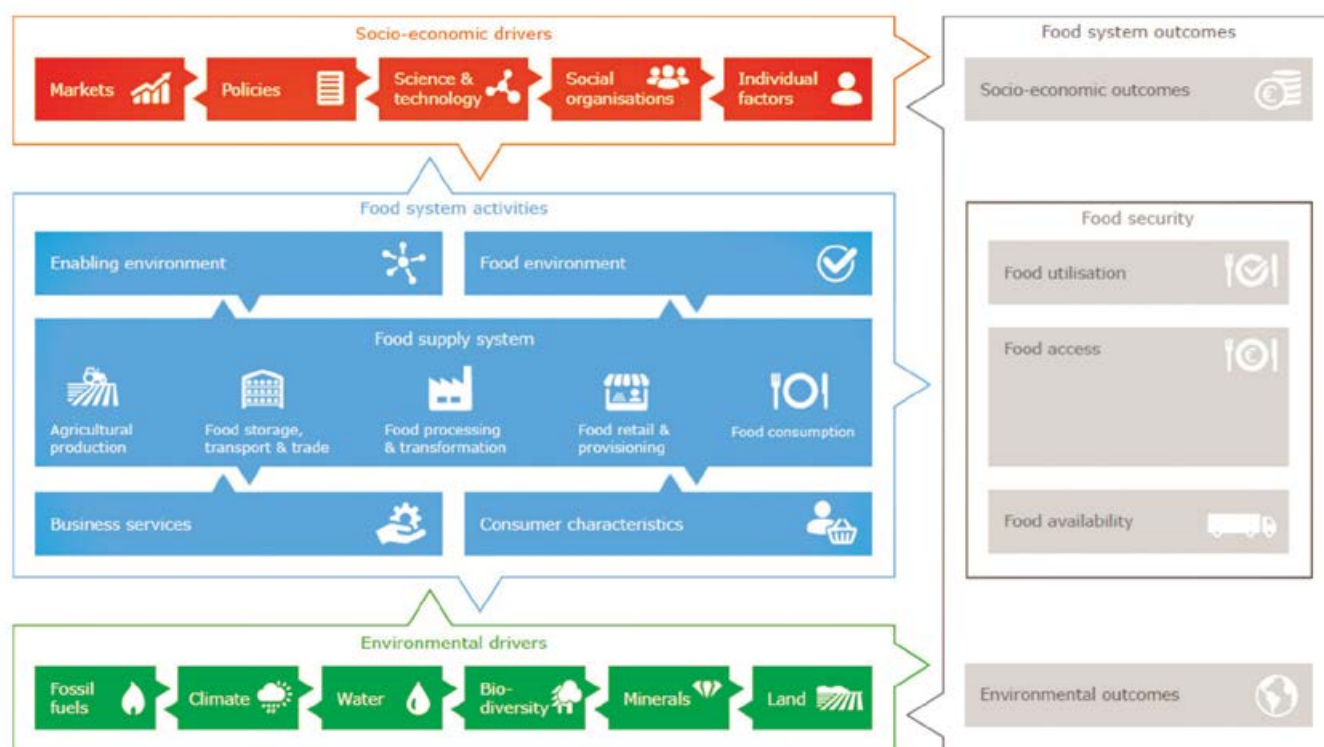 Socio-economic drivers
Markets
Policies
Science &
technology
Social
organisations
Individual
factors
Food system activities
Enabling environment
Food environment
Food supply system
Agricultural
production
Food storage,
transport & trade
Food processing
& transformation
Food retail &
provisioning
Food consumption
Business services
Consumer characteristics
Environmental drivers
Fossil
fuels
Climate
Water
Bio-
diversity
Minerals
Land
Food system outcomes
Socio-economic outcomes
€
Food security
Food utilisation
Food access
€
Food availability
Environmental outcomes